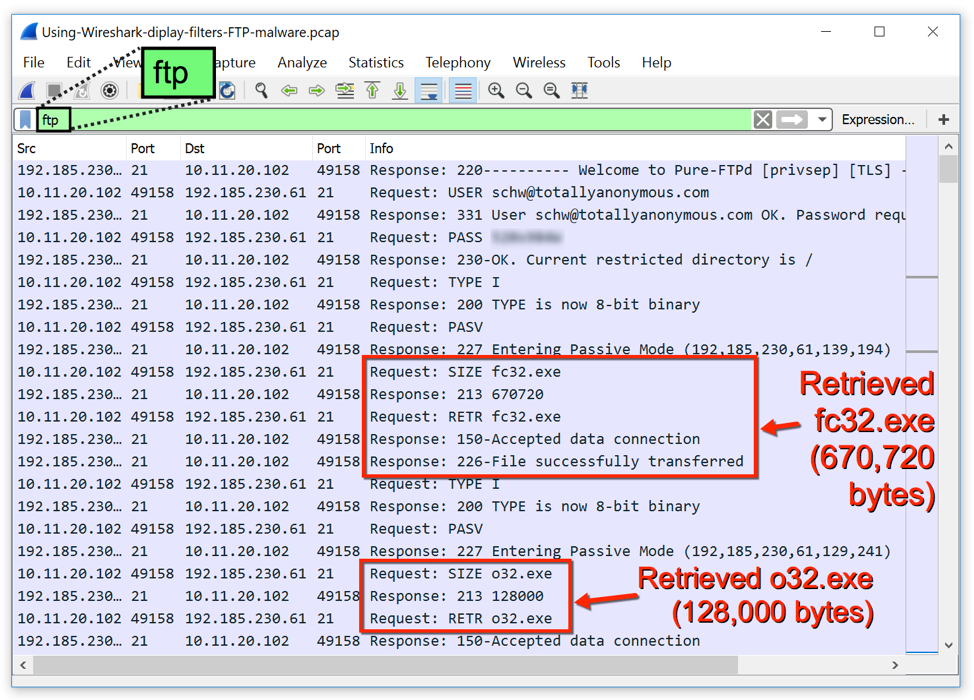 Using-Wireshark-diplay-filters-FTP-malware.pcap
File Edit View Capture Analyze Statistics Telephony Wireless Tools Help
ftp
ftp Expression... +
Src Port Dst Port Info
192.185.230... 21 10.11.20.102 49158 Response: 220---------- Welcome to Pure-FTPd [privsep] [TLS] -
10.11.20.102 49158 192.185.230.61 21 Request: USER schw@totallyanonymous.com
192.185.230... 21 10.11.20.102 49158 Response: 331 User schw@totallyanonymous.com OK. Password requ
10.11.20.102 49158 192.185.230.61 21 Request: PASS
192.185.230... 21 10.11.20.102 49158 Response: 230-OK. Current restricted directory is /
10.11.20.102 49158 192.185.230.61 21 Request: TYPE I
192.185.230... 21 10.11.20.102 49158 Response: 200 TYPE is now 8-bit binary
10.11.20.102 49158 192.185.230.61 21 Request: PASV
192.185.230... 21 10.11.20.102 49158 Response: 227 Entering Passive Mode (192,185,230,61,139,194)
10.11.20.102 49158 192.185.230.61 21 Request: SIZE fc32.exe
192.185.230... 21 10.11.20.102 49158 Response: 213 670720
10.11.20.102 49158 192.185.230.61 21 Request: RETR fc32.exe
192.185.230... 21 10.11.20.102 49158 Response: 150-Accepted data connection
192.185.230... 21 10.11.20.102 49158 Response: 226-File successfully transferred
10.11.20.102 49158 192.185.230.61 21 Request: TYPE I
192.185.230... 21 10.11.20.102 49158 Response: 200 TYPE is now 8-bit binary
10.11.20.102 49158 192.185.230.61 21 Request: PASV
192.185.230... 21 10.11.20.102 49158 Response: 227 Entering Passive Mode (192,185,230,61,129,241)
10.11.20.102 49158 192.185.230.61 21 Request: SIZE o32.exe
192.185.230... 21 10.11.20.102 49158 Response: 213 128000
10.11.20.102 49158 192.185.230.61 21 Request: RETR o32.exe
192.185.230... 21 10.11.20.102 49158 Response: 150-Accepted data connection
Retrieved
fc32.exe
(670,720
bytes)
Retrieved o32.exe
(128,000 bytes)